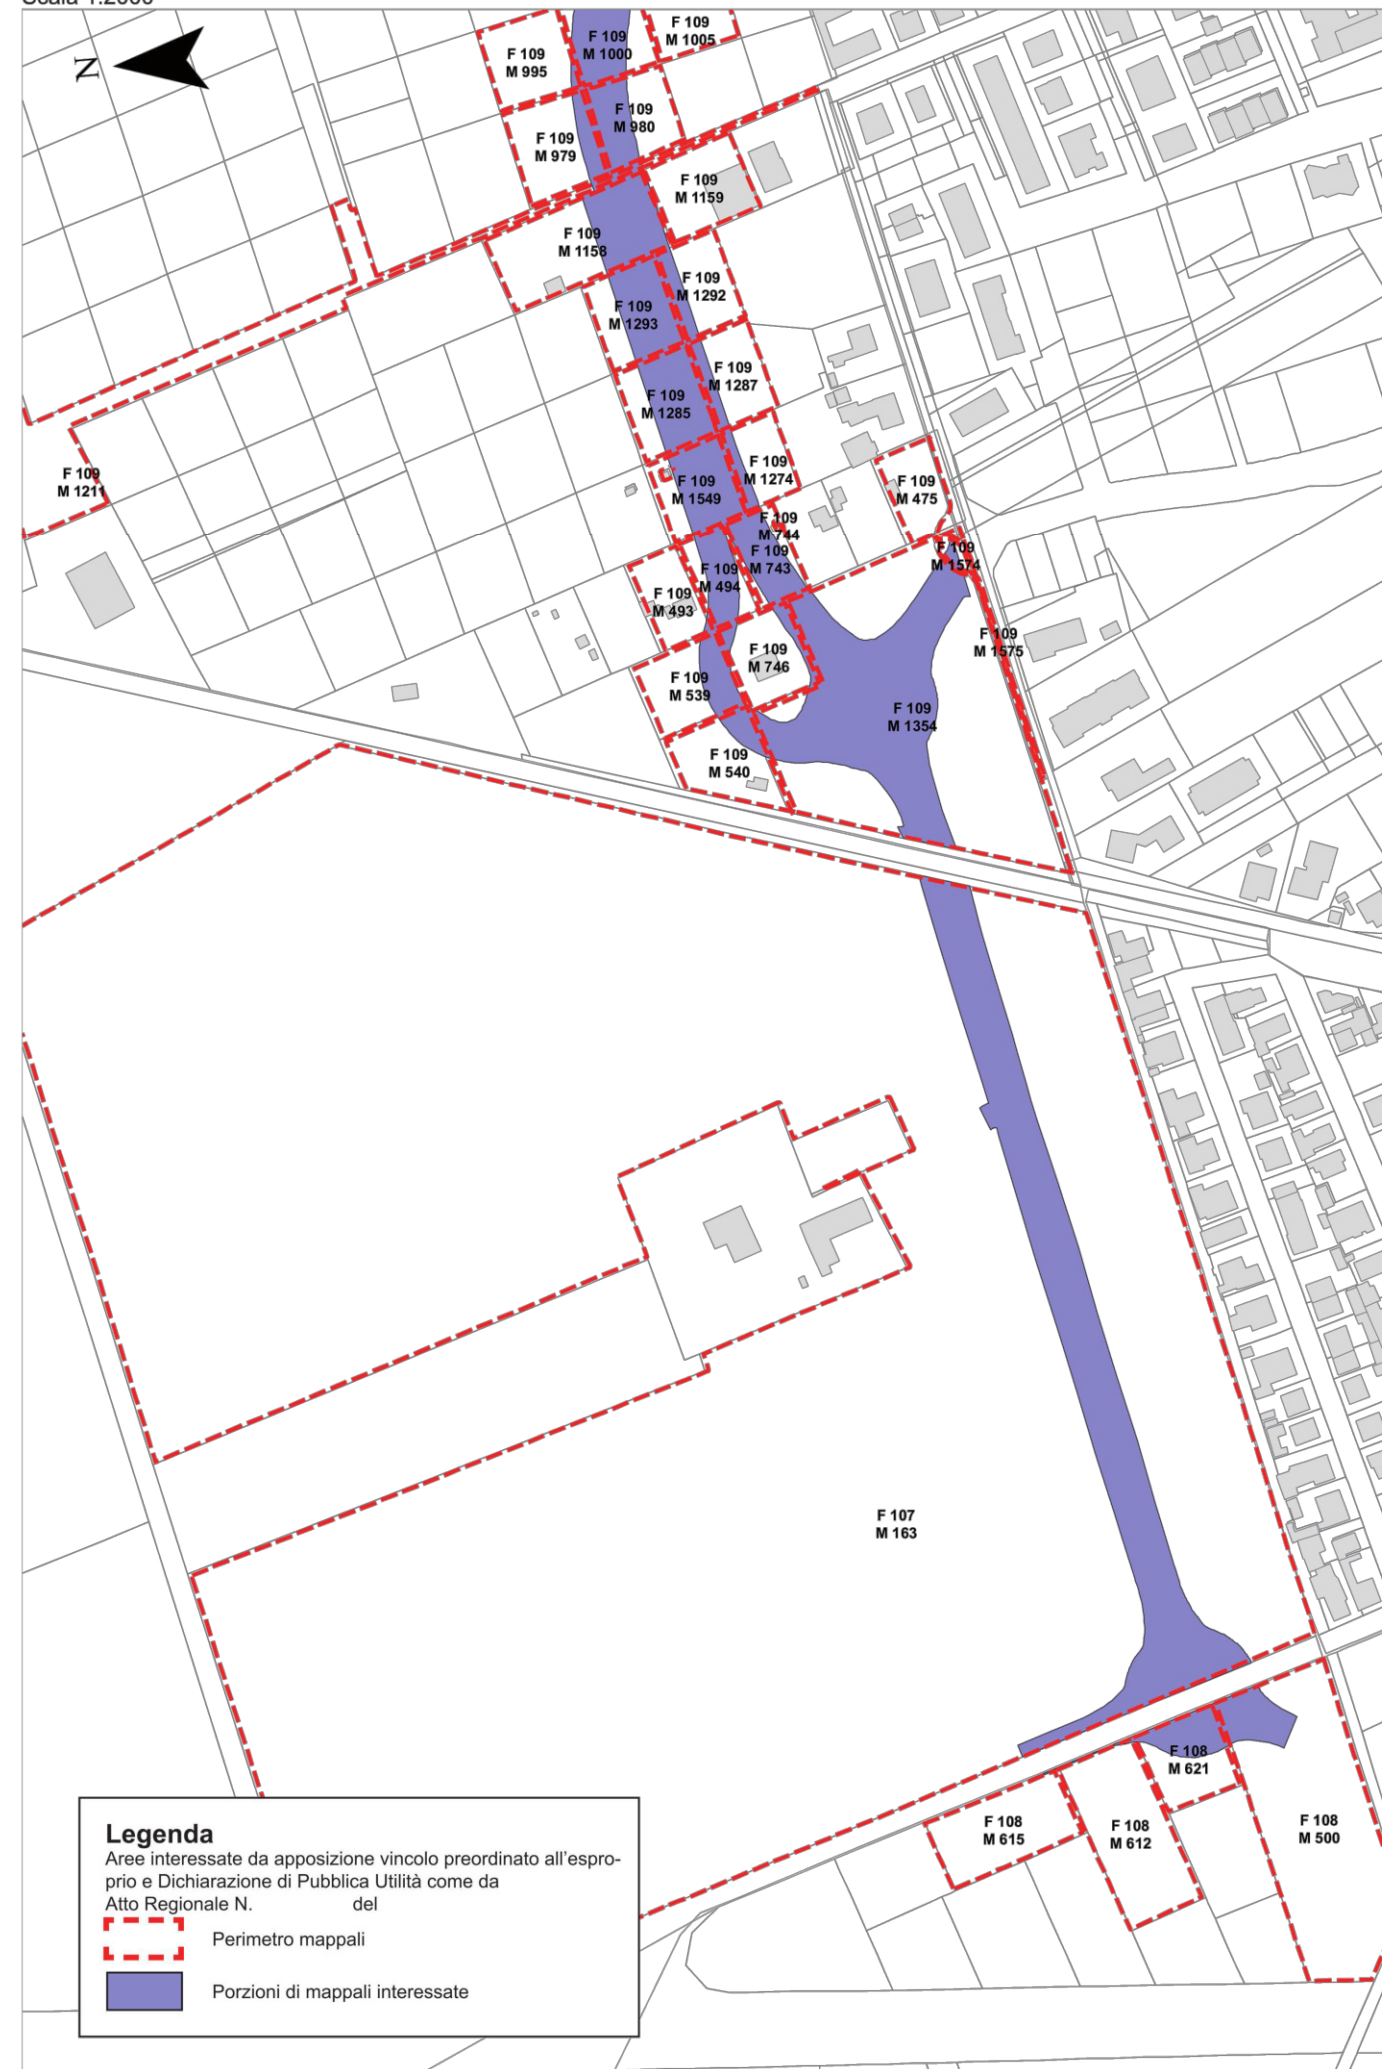 Scala 1:2000
N
F 109
M 995
F 109
M 1000
F 109
M 1005
F 109
M 979
F 109
M 980
F 109
M 1159
F 109
M 1158
F 109
M 1292
F 109
M 1293
F 109
M 1287
F 109
M 1285
F 109
M 1211
F 109
M 1274
F 109
M 1549
F 109
M 475
F 109
M 744
F 109
M 743
F 109
M 1574
F 109
M 494
F 109
M 493
F 109
M 1575
F 109
M 746
F 109
M 539
F 109
M 1354
F 109
M 540
F 107
M 163
F 108
M 621
F 108
M 615
F 108
M 612
F 108
M 500
Legenda
Aree interessate da apposizione vincolo preordinato all'espro-
prio e Dichiarazione di Pubblica Utilità come da
Atto Regionale N. del
Perimetro mappali
Porzioni di mappali interessate